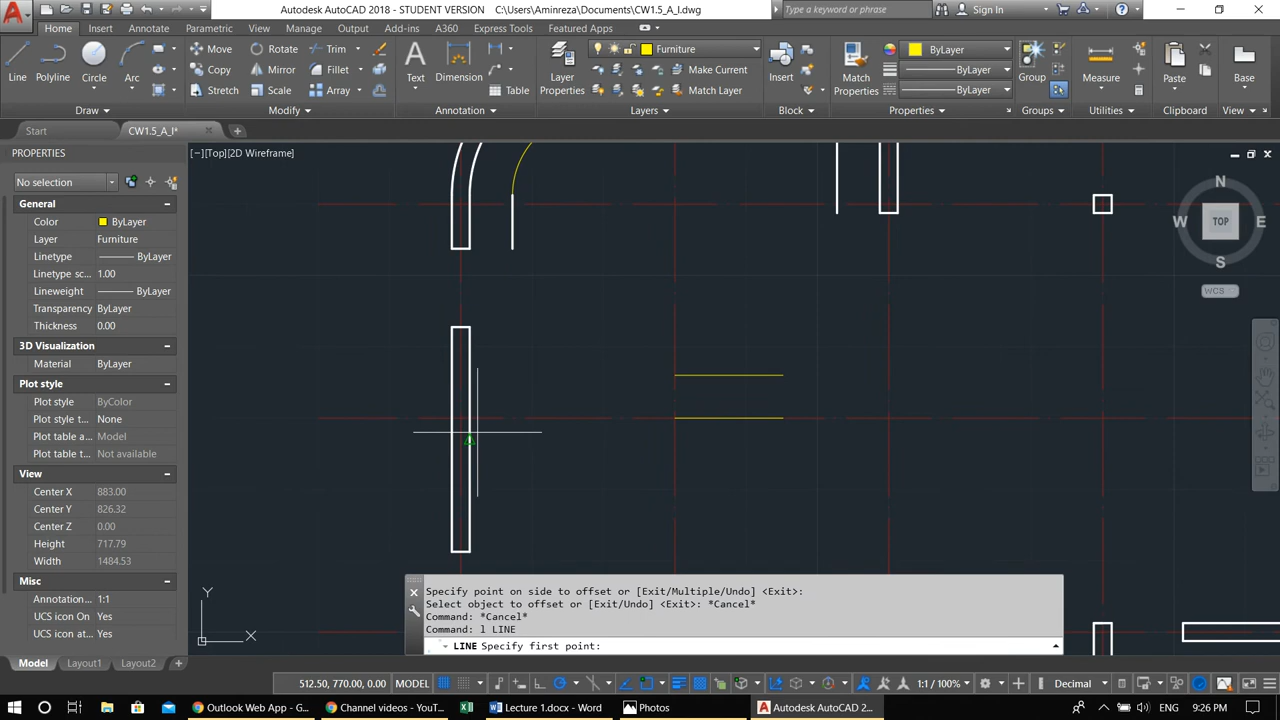 Autodesk AutoCAD 2018 - STUDENT VERSION C:\Users\Aminreza\Documents\CW1.5_A_I.dwg
Type a keyword or phrase
Sign In
Home Insert Annotate Parametric View Manage Output Add-ins A360 Express Tools Featured Apps
Line Polyline Circle Arc
Move Rotate Trim
Copy Mirror Fillet
Stretch Scale Array
Text Dimension Table
Layer Properties
Furniture
Make Current
Match Layer
Insert
Match Properties
ByLayer
ByLayer
ByLayer
Group
Measure
Paste
Base
Draw Modify Annotation Layers Block Properties Groups Utilities Clipboard View
Start CW1.5_A_I*
PROPERTIES
No selection
General
Color ByLayer
Layer Furniture
Linetype ByLayer
Linetype sc... 1.00
Lineweight ByLayer
Transparency ByLayer
Thickness 0.00
3D Visualization
Material ByLayer
Plot style
Plot style ByColor
Plot style t... None
Plot table a... Model
Plot table t... Not available
View
Center X 883.00
Center Y 826.32
Center Z 0.00
Height 717.79
Width 1484.53
Misc
Annotation... 1:1
UCS icon On Yes
UCS icon at... Yes
[−][Top][2D Wireframe]
N
W TOP E
S
WCS
Y
X
Specify point on side to offset or [Exit/Multiple/Undo] <Exit>:
Select object to offset or [Exit/Undo] <Exit>: *Cancel*
Command: *Cancel*
Command: l LINE
LINE Specify first point:
Model Layout1 Layout2
512.50, 770.00, 0.00 MODEL 1:1 / 100% Decimal
Outlook Web App - G... Channel videos - YouT... Lecture 1.docx - Word Photos Autodesk AutoCAD 2... ENG 9:26 PM